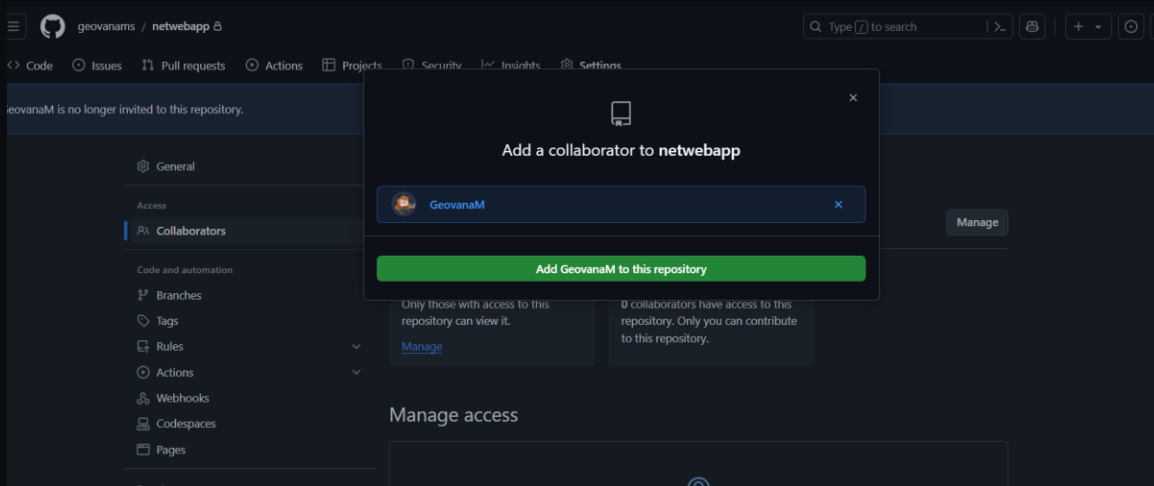 geovanams / netwebapp
Type / to search
Code Issues Pull requests Actions Projects Security Insights Settings
GeovanaM is no longer invited to this repository.
Add a collaborator to netwebapp
GeovanaM
Add GeovanaM to this repository
General
Access
Collaborators
Manage
Code and automation
Branches
Tags
Rules
Actions
Webhooks
Codespaces
Pages
Only those with access to this
repository can view it.
Manage
0 collaborators have access to this
repository. Only you can contribute
to this repository.
Manage access